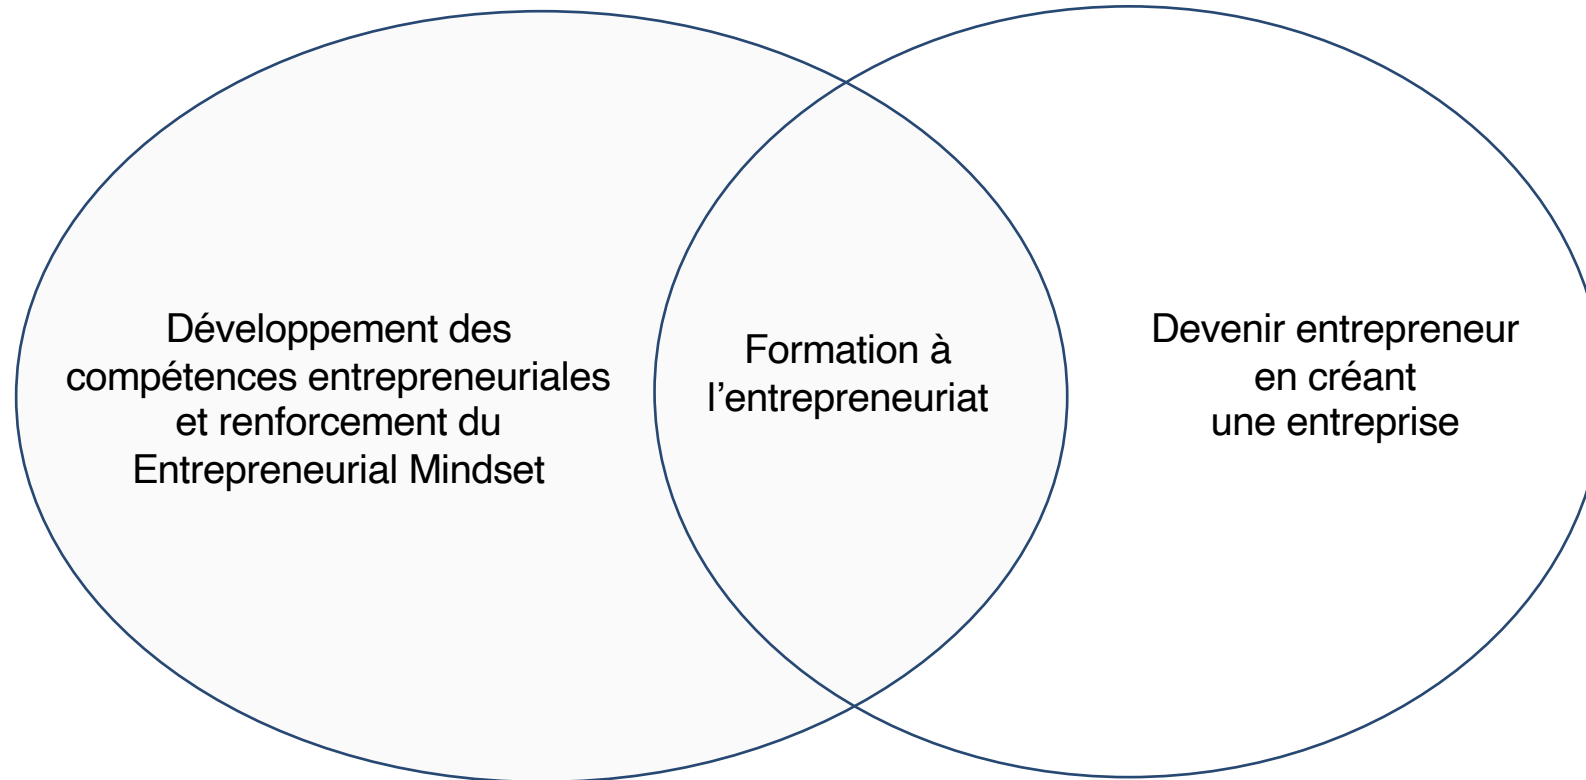 Développement des
compétences entrepreneuriales
et renforcement du
Entrepreneurial Mindset
Formation à
l’entrepreneuriat
Devenir entrepreneur
en créant
une entreprise